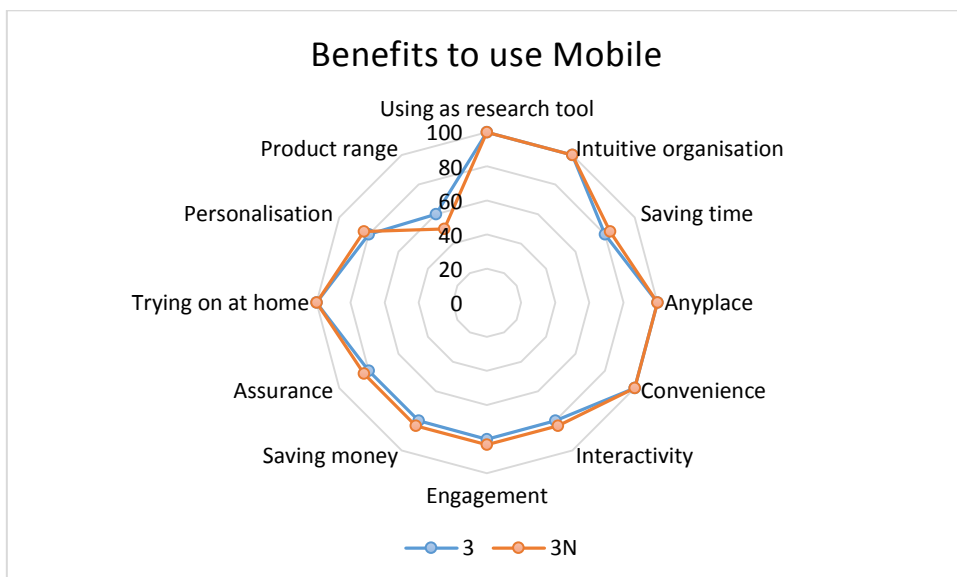 Benefits to use Mobile
Using as research tool
100
Product range
Intuitive organisation
80
60
Personalisation
Saving time
40
20
Trying on at home
0
Anyplace
Assurance
Convenience
Saving money
Interactivity
Engagement
3
3N